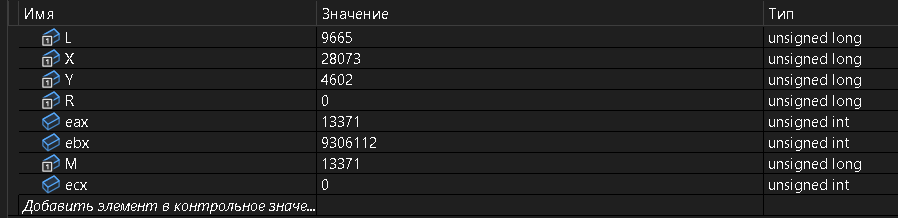 Имя Значение Тип
L 9665 unsigned long
X 28073 unsigned long
Y 4602 unsigned long
R 0 unsigned long
eax 13371 unsigned int
ebx 9306112 unsigned int
M 13371 unsigned long
ecx 0 unsigned int
Добавить элемент в контрольное значе...